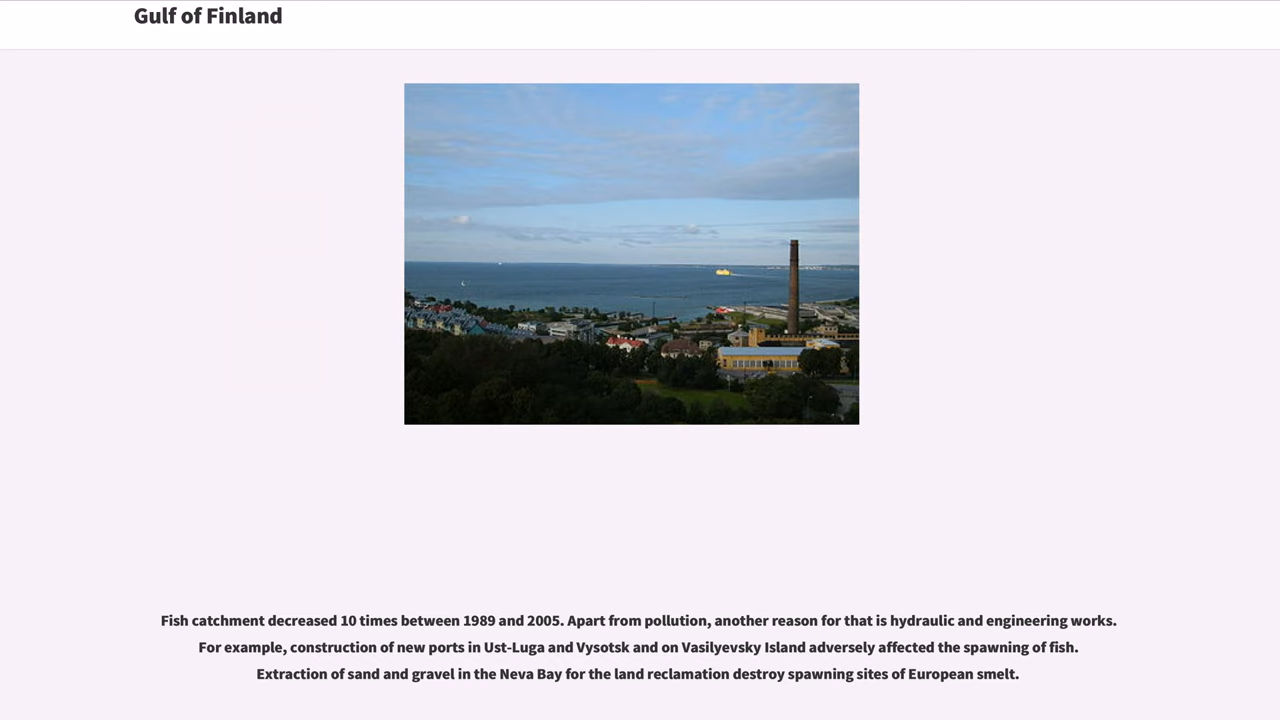 Gulf of Finland
Fish catchment decreased 10 times between 1989 and 2005. Apart from pollution, another reason for that is hydraulic and engineering works.
For example, construction of new ports in Ust-Luga and Vysotsk and on Vasilyevsky Island adversely affected the spawning of fish.
Extraction of sand and gravel in the Neva Bay for the land reclamation destroy spawning sites of European smelt.